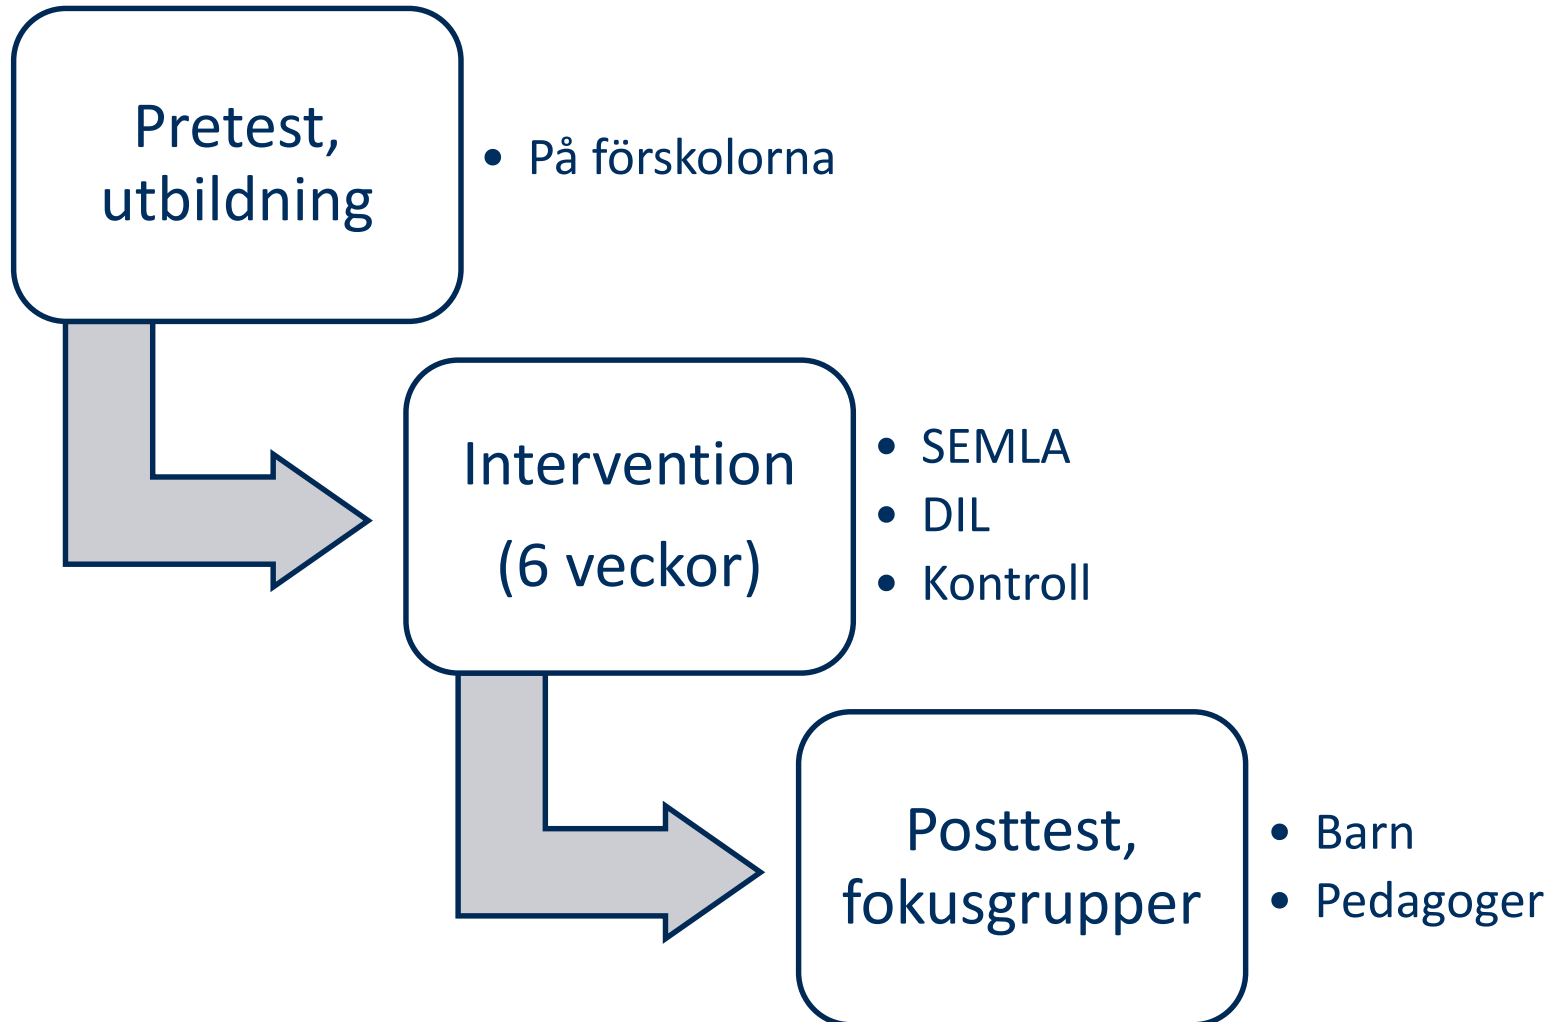 Pretest,
utbildning
• På förskolorna
Intervention
(6 veckor)
• SEMLA
• DIL
• Kontroll
Posttest,
fokusgrupper
• Barn
• Pedagoger